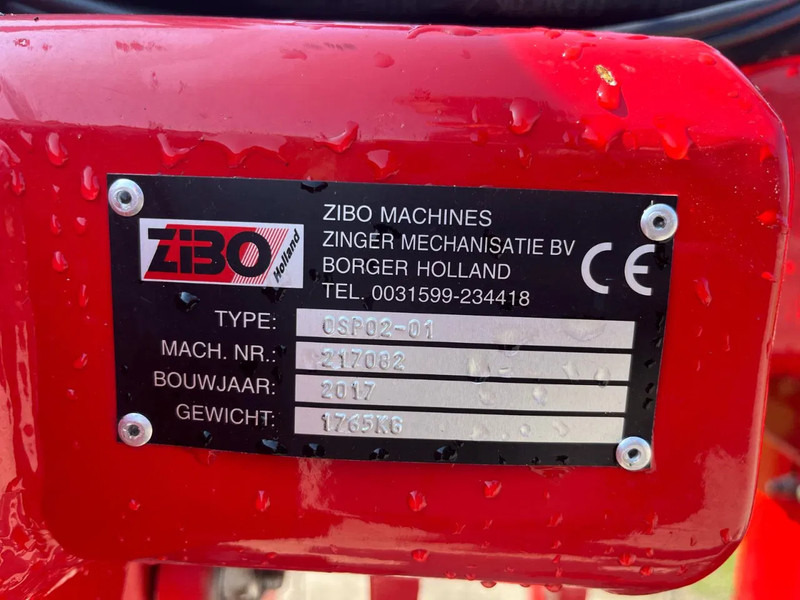 ZIBO Holland
ZIBO MACHINES
ZINGER MECHANISATIE BV
BORGER HOLLAND
TEL. 0031599-234418
CE
TYPE: OSP02-01
MACH. NR.: 217082
BOUWJAAR: 2017
GEWICHT: 1765KG